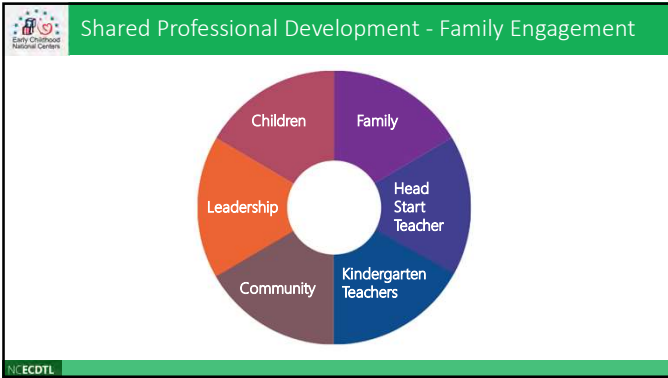 Early Childhood
National Centers
Shared Professional Development - Family Engagement
Children
Family
Leadership
Head
Start
Teacher
Community
Kindergarten
Teachers
NCECDTL